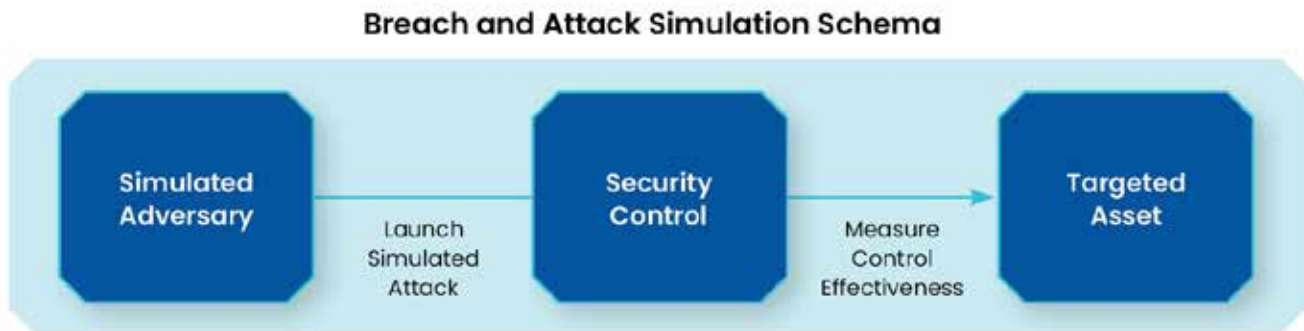 Breach and Attack Simulation Schema
Simulated
Adversary
Launch
Simulated
Attack
Security
Control
Measure
Control
Effectiveness
Targeted
Asset